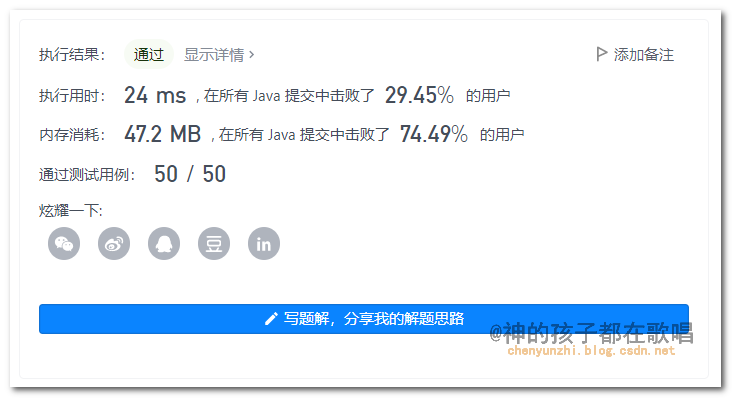 执行结果： 通过 显示详情 › 添加备注
执行用时： 24 ms , 在所有 Java 提交中击败了 29.45% 的用户
内存消耗： 47.2 MB , 在所有 Java 提交中击败了 74.49% 的用户
通过测试用例： 50 / 50
炫耀一下:
豆 in
写题解，分享我的解题思路
@神的孩子都在歌唱
chenyunzhi.blog.csdn.net